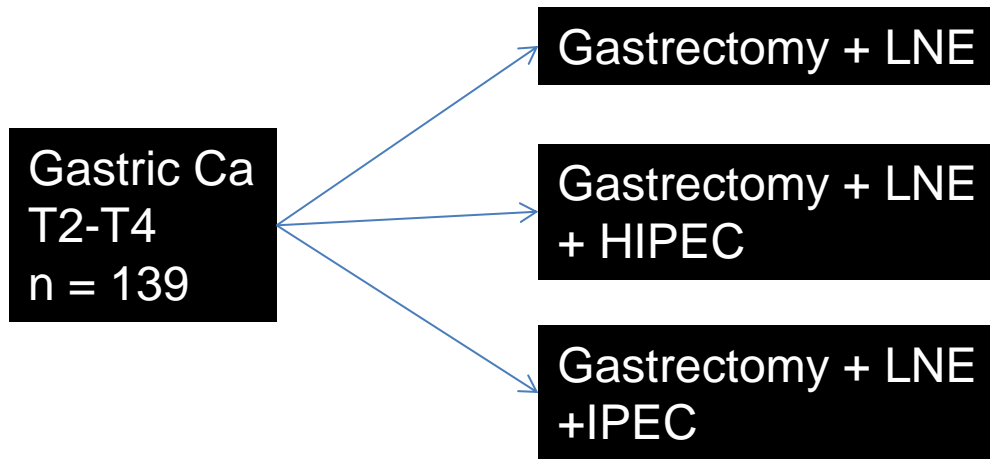 Gastric Ca
T2-T4
n = 139
Gastrectomy + LNE
Gastrectomy + LNE
+ HIPEC
Gastrectomy + LNE
+IPEC